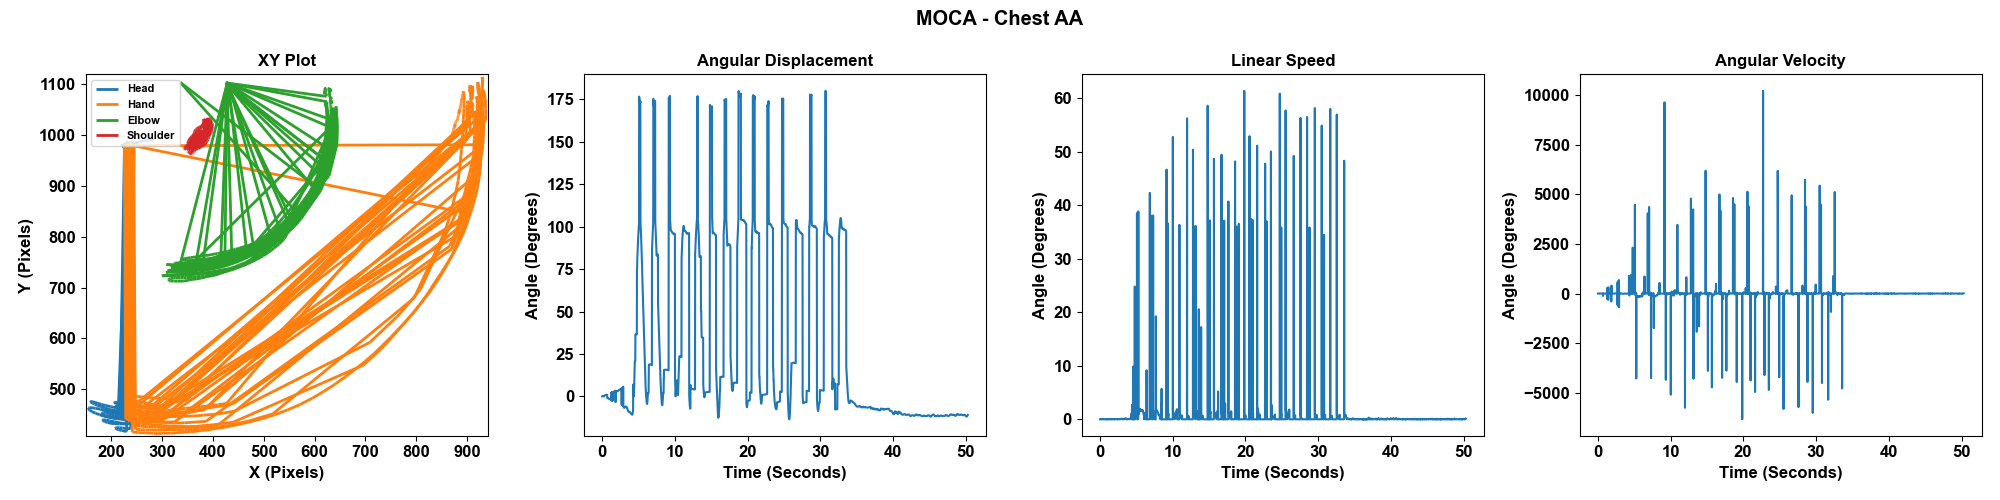 MOCA - Chest AA
XY Plot
1100
1000
900
800
700
600
500
Y (Pixels)
Head
Hand
Elbow
Shoulder
200 300 400 500 600 700 800 900
X (Pixels)
Angular Displacement
175
150
125
100
75
50
25
0
Angle (Degrees)
0 10 20 30 40 50
Time (Seconds)
Linear Speed
60
50
40
30
20
10
0
Angle (Degrees)
0 10 20 30 40 50
Time (Seconds)
Angular Velocity
10000
7500
5000
2500
0
−2500
−5000
Angle (Degrees)
0 10 20 30 40 50
Time (Seconds)